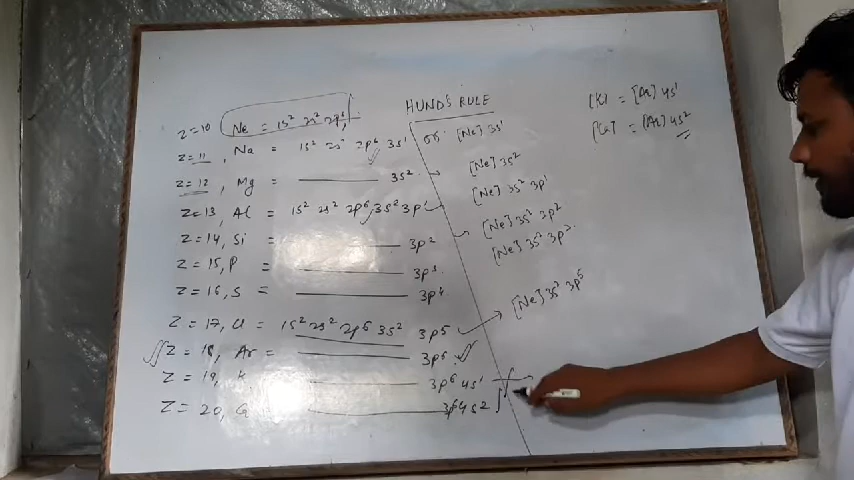 HUND'S RULE
Z=10 Ne = 1s² 2s² 2p⁶,
Z=11, Na = 1s² 2s² 2p⁶ 3s¹ or [Ne] 3s¹
Z=12, Mg = 3s² [Ne] 3s²
Z=13, Al = 1s² 2s² 2p⁶ 3s² 3p¹ [Ne] 3s² 3p¹
Z=14, Si = 3p² [Ne] 3s² 3p²
Z=15, P = 3p³ [Ne] 3s² 3p³
Z=16, S = 3p⁴
Z=17, Cl = 1s² 2s² 2p⁶ 3s² 3p⁵ [Ne] 3s² 3p⁵
Z=18, Ar = 3p⁶
Z=19, K 3p⁶ 4s¹
Z=20, Ca = 3p⁶ 4s²
[K] = [Ar] 4s¹
[Ca] = [Ar] 4s²